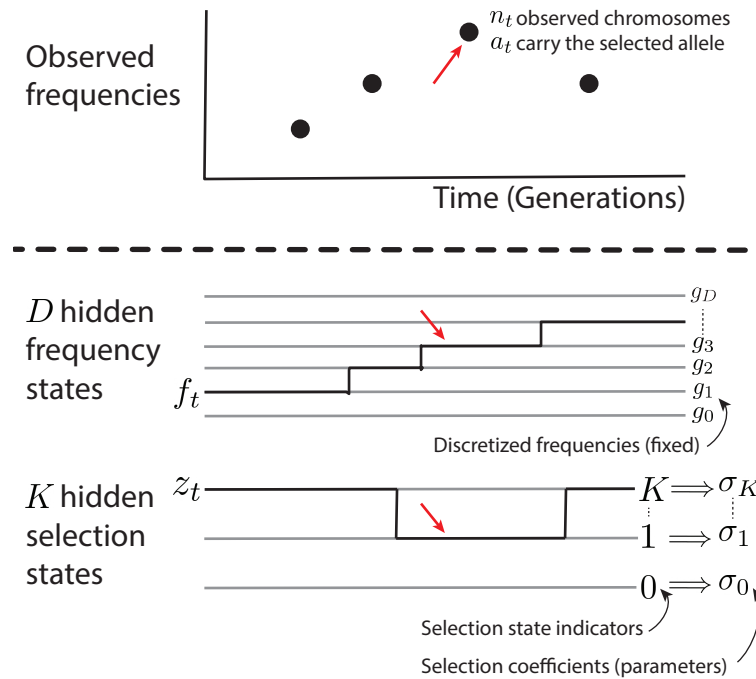 Observed
frequencies
n_t observed chromosomes
a_t carry the selected allele
Time (Generations)
D hidden
frequency
states
f_t
g_D
g_3
g_2
g_1
g_0
Discretized frequencies (fixed)
K hidden
selection
states
z_t
K ⟹ σ_K
1 ⟹ σ_1
0 ⟹ σ_0
Selection state indicators
Selection coefficients (parameters)